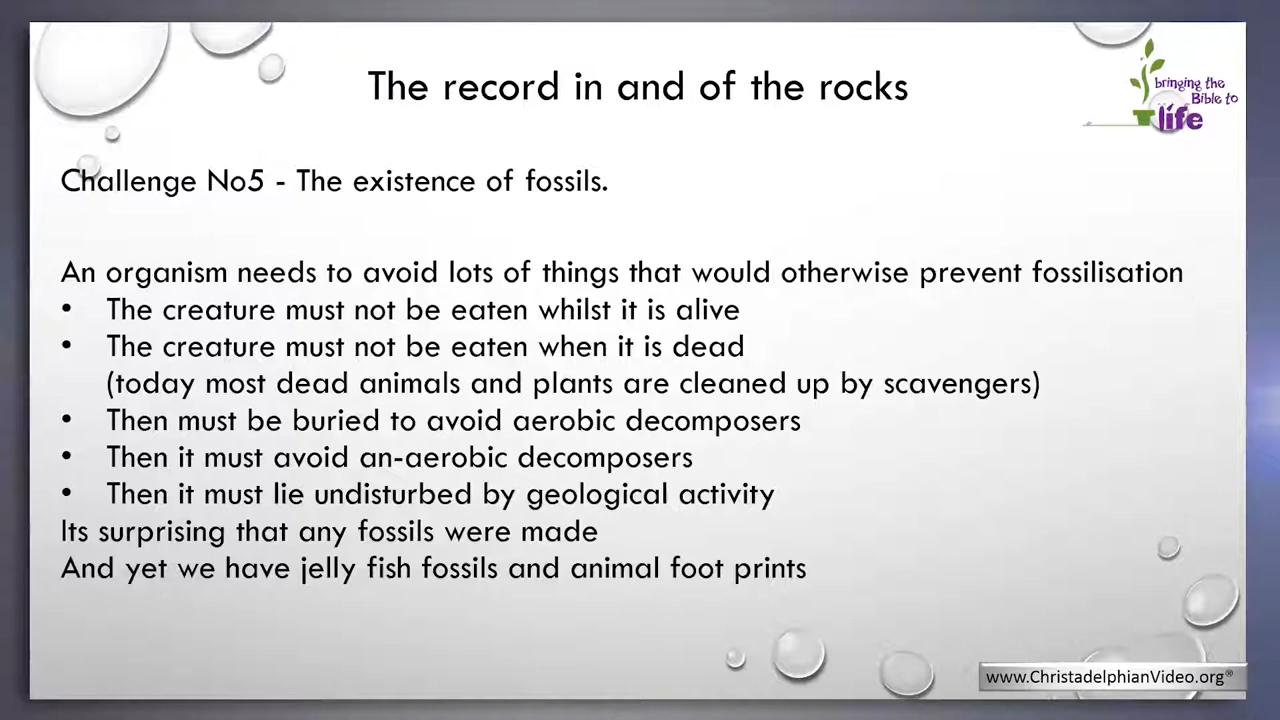 The record in and of the rocks
bringing the
Bible to
life
Challenge No5 - The existence of fossils.
An organism needs to avoid lots of things that would otherwise prevent fossilisation
• The creature must not be eaten whilst it is alive
• The creature must not be eaten when it is dead
(today most dead animals and plants are cleaned up by scavengers)
• Then must be buried to avoid aerobic decomposers
• Then it must avoid an-aerobic decomposers
• Then it must lie undisturbed by geological activity
Its surprising that any fossils were made
And yet we have jelly fish fossils and animal foot prints
www.ChristadelphianVideo.org®